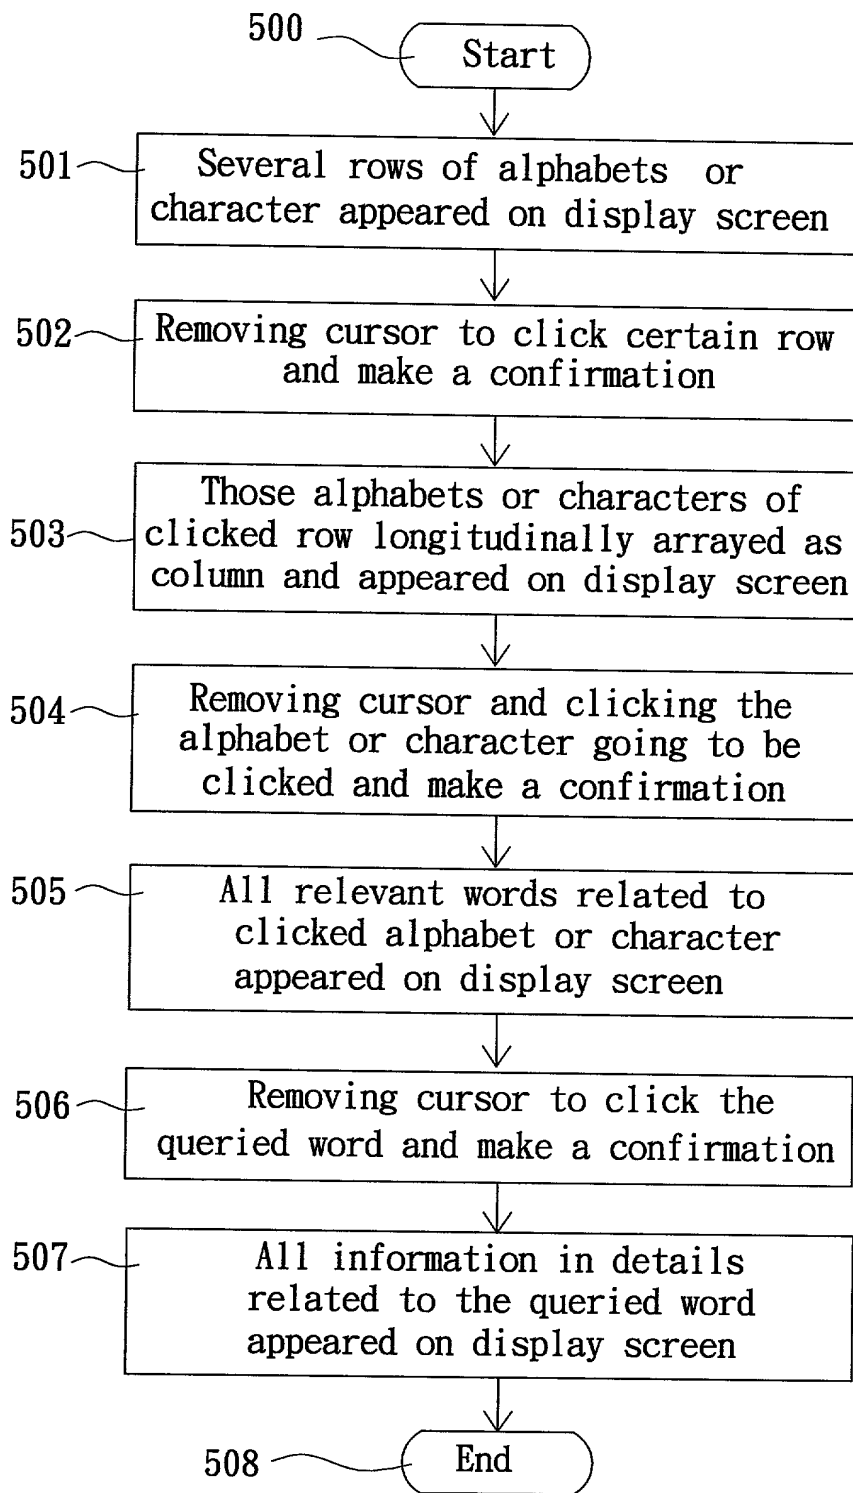 500
Start
501
Several rows of alphabets or
character appeared on display screen
502
Removing cursor to click certain row
and make a confirmation
503
Those alphabets or characters of
clicked row longitudinally arrayed as
column and appeared on display screen
504
Removing cursor and clicking the
alphabet or character going to be
clicked and make a confirmation
505
All relevant words related to
clicked alphabet or character
appeared on display screen
506
Removing cursor to click the
queried word and make a confirmation
507
All information in details
related to the queried word
appeared on display screen
508
End